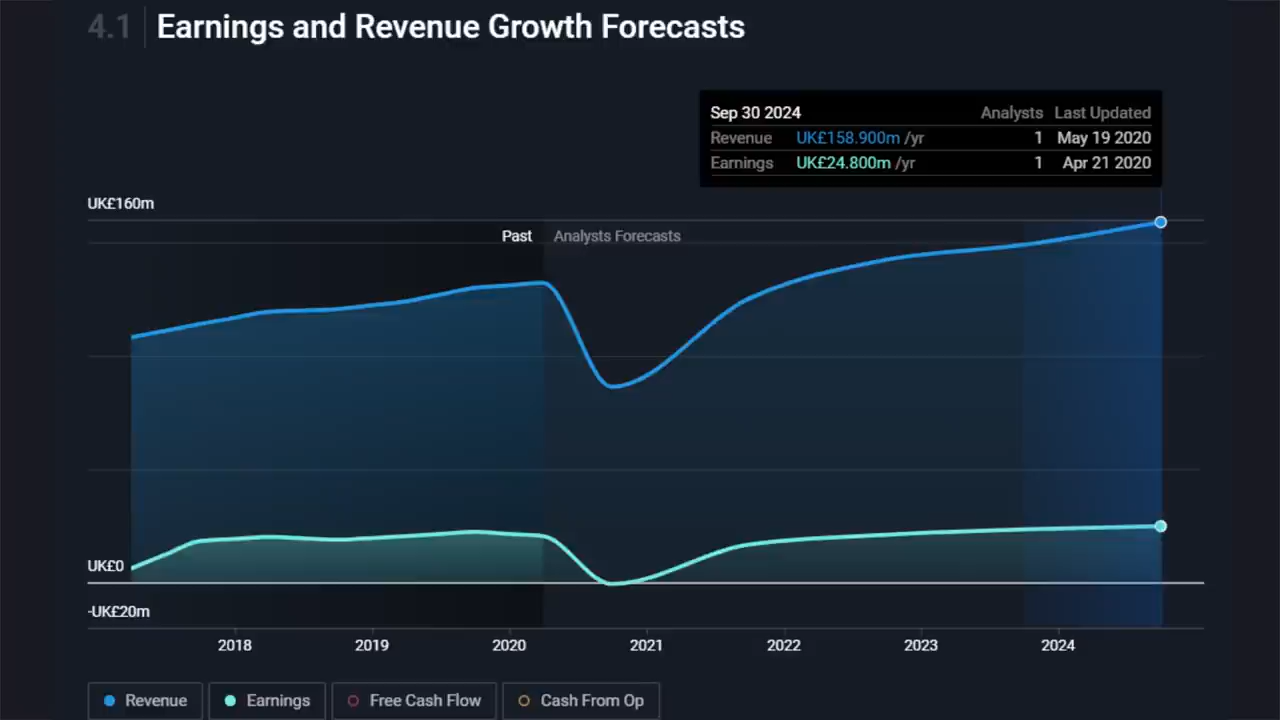 4.1 Earnings and Revenue Growth Forecasts
Sep 30 2024 Analysts Last Updated
Revenue UK£158.900m /yr 1 May 19 2020
Earnings UK£24.800m /yr 1 Apr 21 2020
UK£160m
Past Analysts Forecasts
UK£0
-UK£20m
2018 2019 2020 2021 2022 2023 2024
Revenue Earnings Free Cash Flow Cash From Op